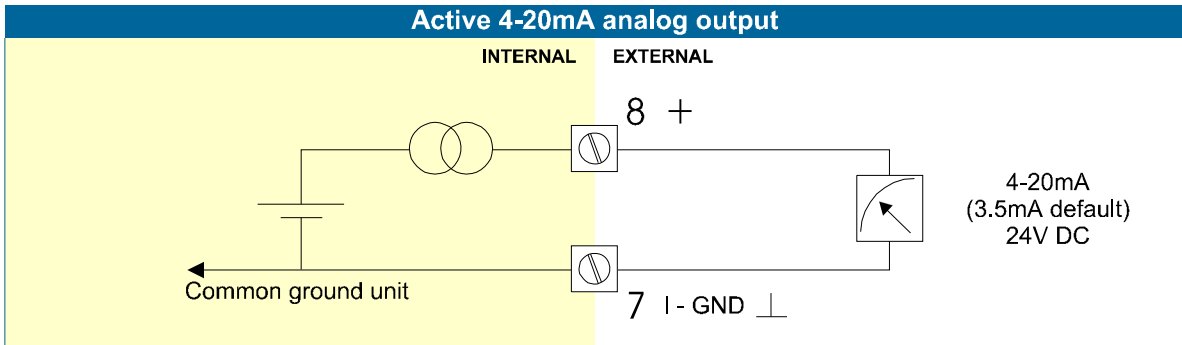 Active 4-20mA analog output
INTERNAL EXTERNAL
8 +
4-20mA
(3.5mA default)
24V DC
Common ground unit
7 I - GND